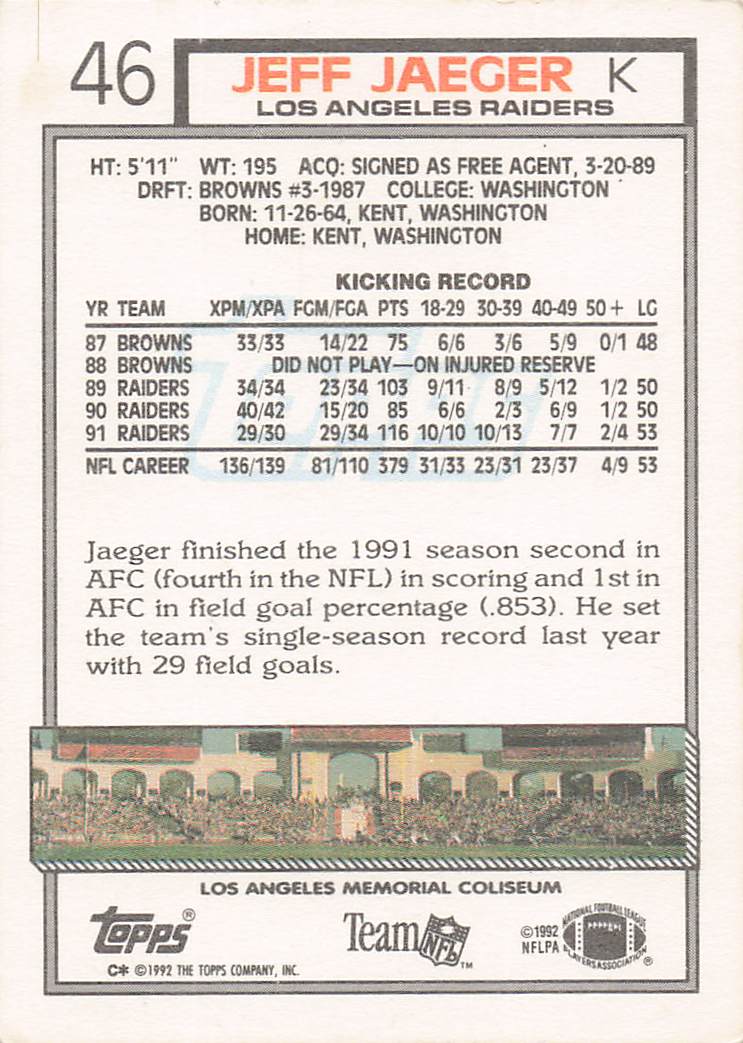 46 JEFF JAEGER K
LOS ANGELES RAIDERS
HT: 5'11" WT: 195 ACQ: SIGNED AS FREE AGENT, 3-20-89
DRFT: BROWNS #3-1987 COLLEGE: WASHINGTON
BORN: 11-26-64, KENT, WASHINGTON
HOME: KENT, WASHINGTON
KICKING RECORD
YR TEAM XPM/XPA FGM/FGA PTS 18-29 30-39 40-49 50+ LG
87 BROWNS 33/33 14/22 75 6/6 3/6 5/9 0/1 48
88 BROWNS DID NOT PLAY—ON INJURED RESERVE
89 RAIDERS 34/34 23/34 103 9/11 8/9 5/12 1/2 50
90 RAIDERS 40/42 15/20 85 6/6 2/3 6/9 1/2 50
91 RAIDERS 29/30 29/34 116 10/10 10/13 7/7 2/4 53
NFL CAREER 136/139 81/110 379 31/33 23/31 23/37 4/9 53
Jaeger finished the 1991 season second in
AFC (fourth in the NFL) in scoring and 1st in
AFC in field goal percentage (.853). He set
the team's single-season record last year
with 29 field goals.
LOS ANGELES MEMORIAL COLISEUM
TOPPS®
Team NFL™
©1992
NFLPA
NATIONAL FOOTBALL LEAGUE
PLAYERS ASSOCIATION®
C* ©1992 THE TOPPS COMPANY, INC.